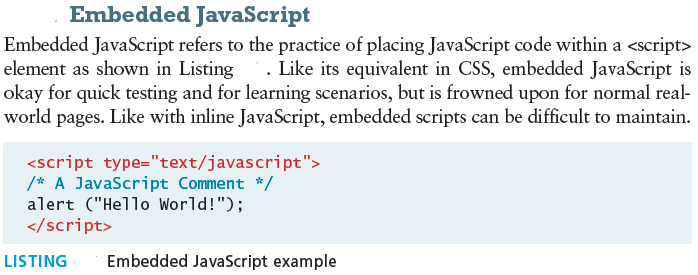 Embedded JavaScript
Embedded JavaScript refers to the practice of placing JavaScript code within a <script>
element as shown in Listing . Like its equivalent in CSS, embedded JavaScript is
okay for quick testing and for learning scenarios, but is frowned upon for normal real-
world pages. Like with inline JavaScript, embedded scripts can be difficult to maintain.
<script type="text/javascript">
/* A JavaScript Comment */
alert ("Hello World!");
</script>
LISTING Embedded JavaScript example